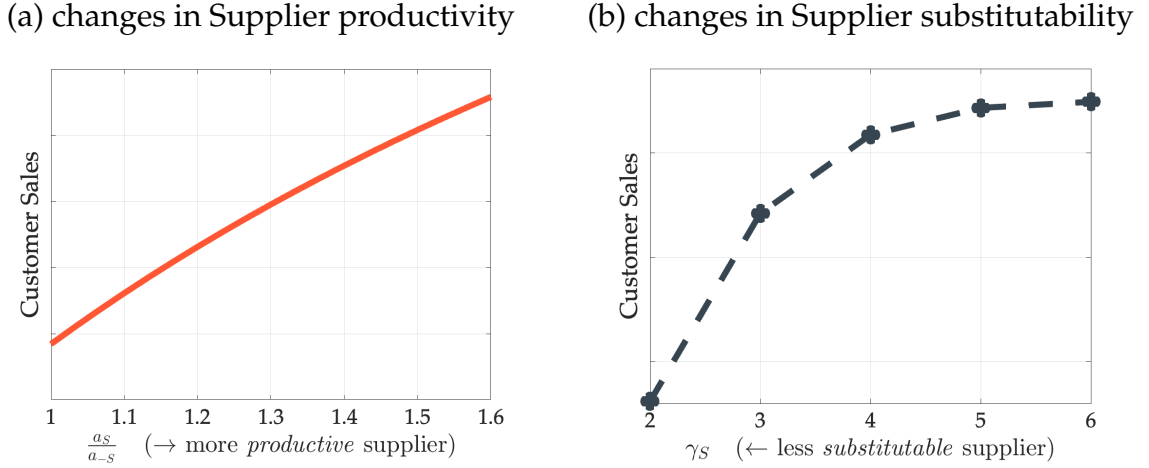 (a) changes in Supplier productivity
(b) changes in Supplier substitutability
Customer Sales
1 1.1 1.2 1.3 1.4 1.5 1.6
a_S / a_{-S} (→ more productive supplier)
Customer Sales
2 3 4 5 6
γ_S (← less substitutable supplier)